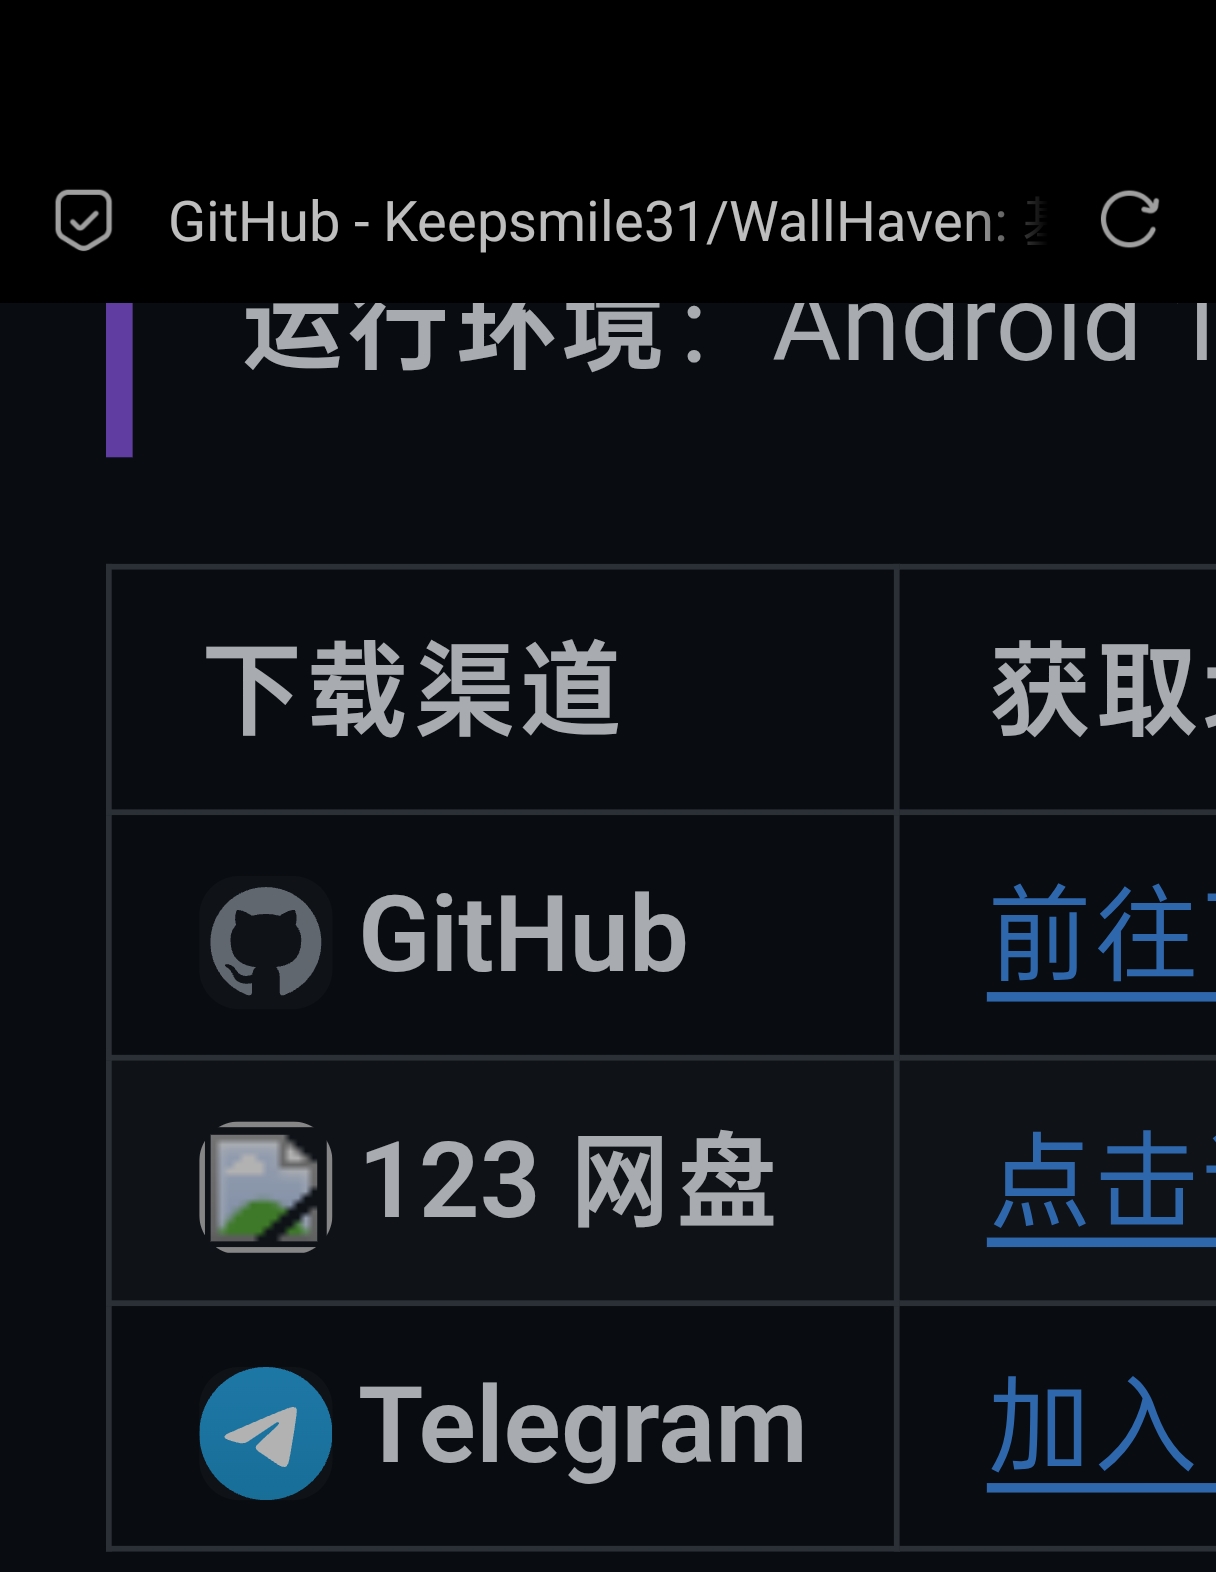 GitHub - Keepsmile31/WallHaven:
运行环境：Android
下载渠道
获取
GitHub
前往
123 网盘
点击
Telegram
加入